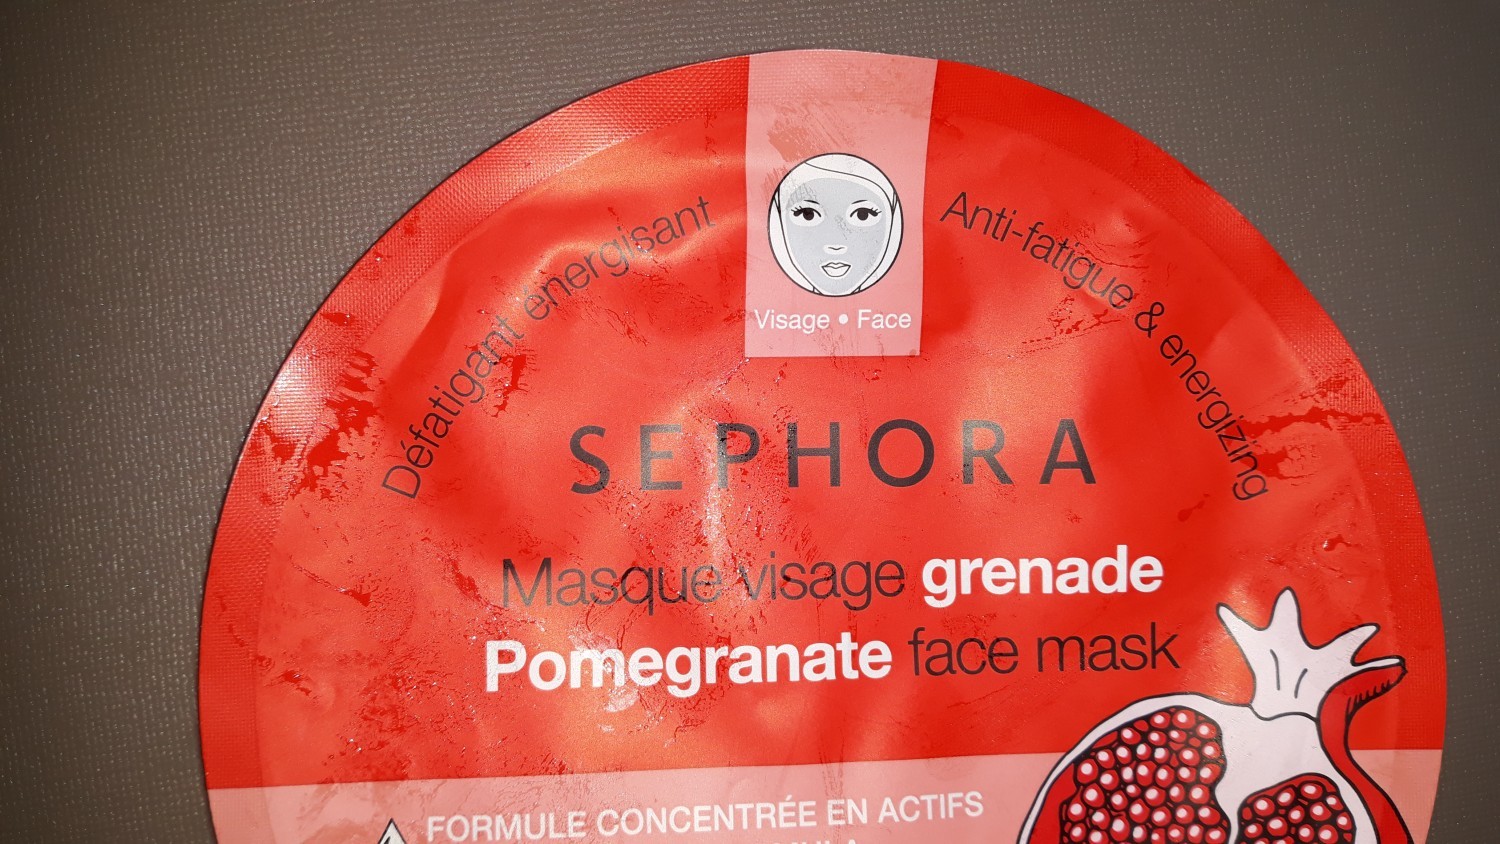 Défatigant énergisant
Anti-fatigue & energizing
Visage • Face
SEPHORA
Masque visage grenade
Pomegranate face mask
FORMULE CONCENTRÉE EN ACTIFS